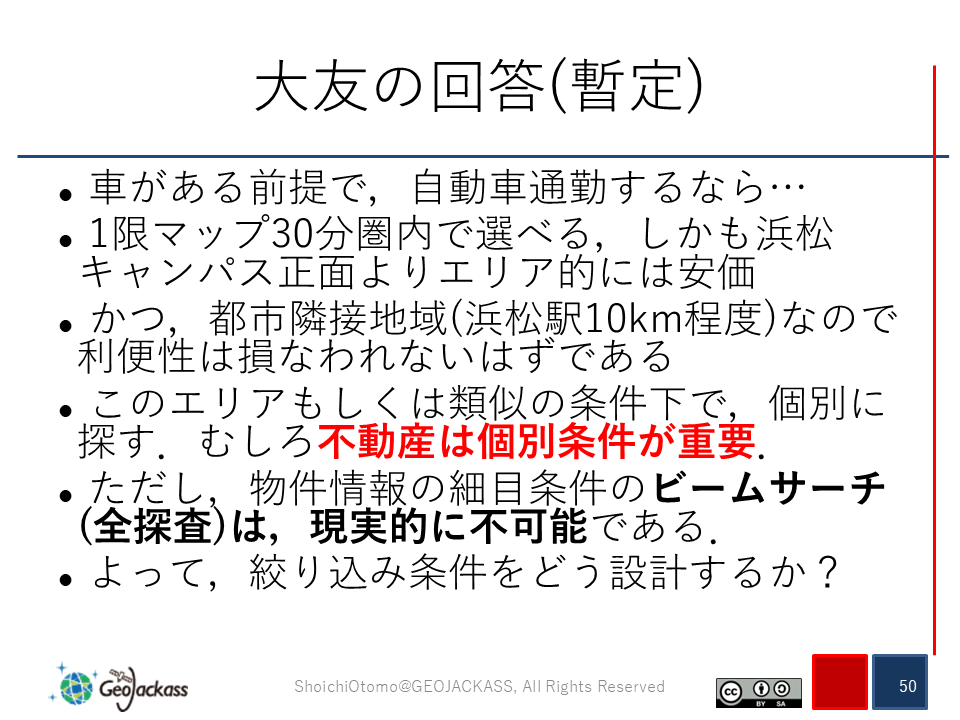 大友の回答(暫定)
● 車がある前提で，自動車通勤するなら…
● 1限マップ30分圏内で選べる，しかも浜松
キャンパス正面よりエリア的には安価
● かつ，都市隣接地域(浜松駅10km程度)なので
利便性は損なわれないはずである
● このエリアもしくは類似の条件下で，個別に
探す．むしろ不動産は個別条件が重要．
● ただし，物件情報の細目条件のビームサーチ
(全探査)は，現実的に不可能である．
● よって，絞り込み条件をどう設計するか？
GeoJackass
ShoichiOtomo@GEOJACKASS, All Rights Reserved
cc BY SA
50